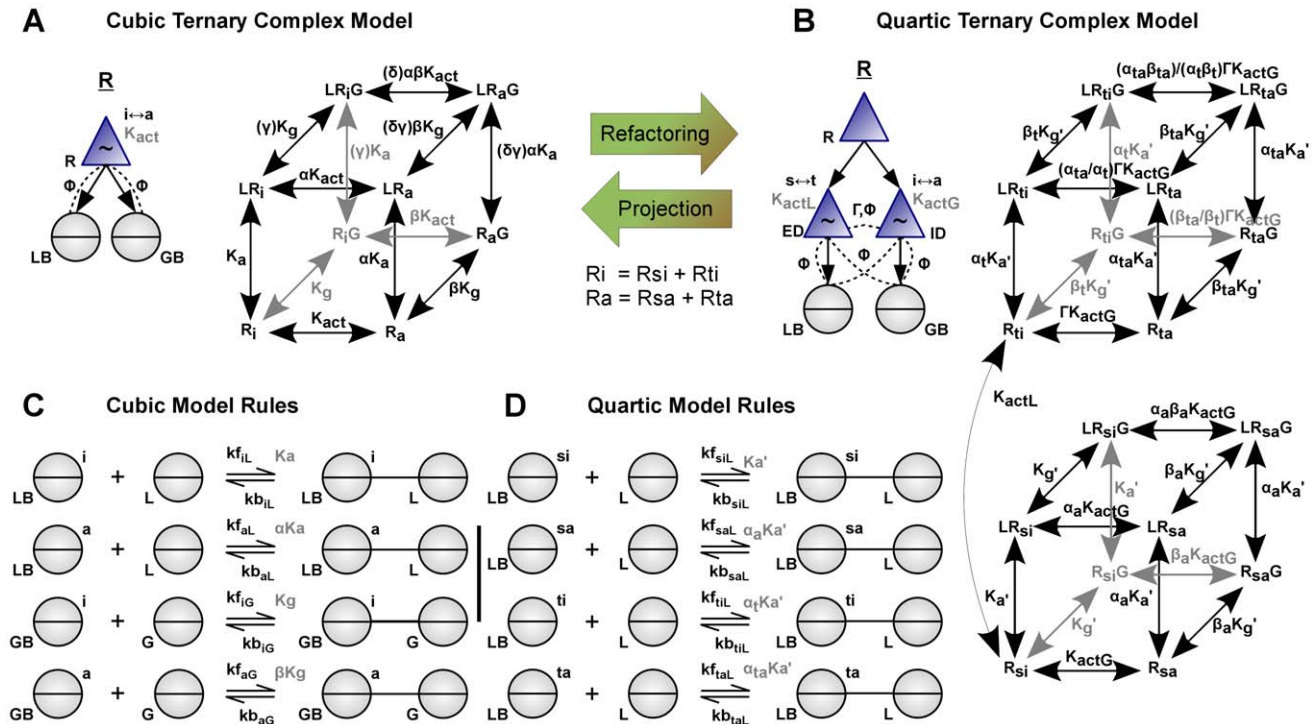 A Cubic Ternary Complex Model
R
i↔a
Kact
R
~
Φ
Φ
LB
GB
LRiG
(δ)αβKact
LRaG
(γ)Kg
(γ)Ka
(δγ)βKg
(δγ)αKa
LRi
αKact
LRa
RiG
βKact
RaG
Ka
αKa
Kg
βKg
Ri
Kact
Ra
Refactoring
Projection
Ri = Rsi + Rti
Ra = Rsa + Rta
B Quartic Ternary Complex Model
R
R
s↔t
i↔a
KactL
KactG
Γ,Φ
~
~
ED
ID
Φ
Φ
Φ
LB
GB
LRtiG
(αtaβta)/(αtβt)ΓKactG
LRtaG
βtKg'
αtKa'
βtaKg'
αtaKa'
LRti
(αta/αt)ΓKactG
LRta
RtiG
(βta/βt)ΓKactG
RtaG
αtKa'
αtaKa'
βtKg'
βtaKg'
Rti
ΓKactG
Rta
KactL
LRsiG
αaβaKactG
LRsaG
Kg'
Ka'
βaKg'
αaKa'
LRsi
αaKactG
LRsa
RsiG
βaKactG
RsaG
Ka'
αaKa'
Kg'
βaKg'
Rsi
KactG
Rsa
C Cubic Model Rules
LB i + L kfiL Ka kbiL LB i L
LB a + L kfaL αKa kbaL LB a L
GB i + G kfiG Kg kbiG GB i G
GB a + G kfaG βKg kbaG GB a G
D Quartic Model Rules
LB si + L kfsiL Ka' kbsiL LB si L
LB sa + L kfsaL αaKa' kbsaL LB sa L
LB ti + L kftiL αtKa' kbtiL LB ti L
LB ta + L kftaL αtaKa' kbtaL LB ta L